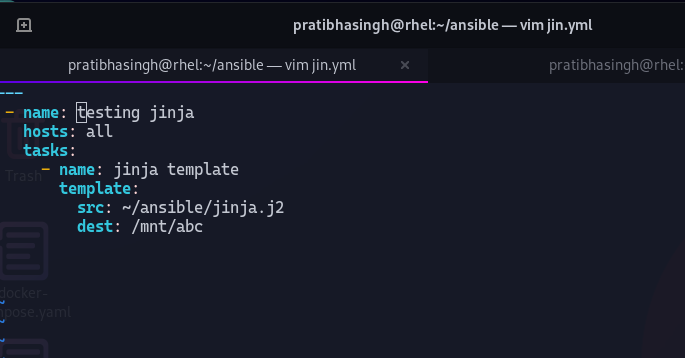 pratibhasingh@rhel:~/ansible — vim jin.yml
pratibhasingh@rhel:~/ansible — vim jin.yml ×
pratibhasingh@rhel:
---
- name: testing jinja
hosts: all
tasks:
- name: jinja template
template:
src: ~/ansible/jinja.j2
dest: /mnt/abc
Trash
docker-
pose.yaml
~
~
~